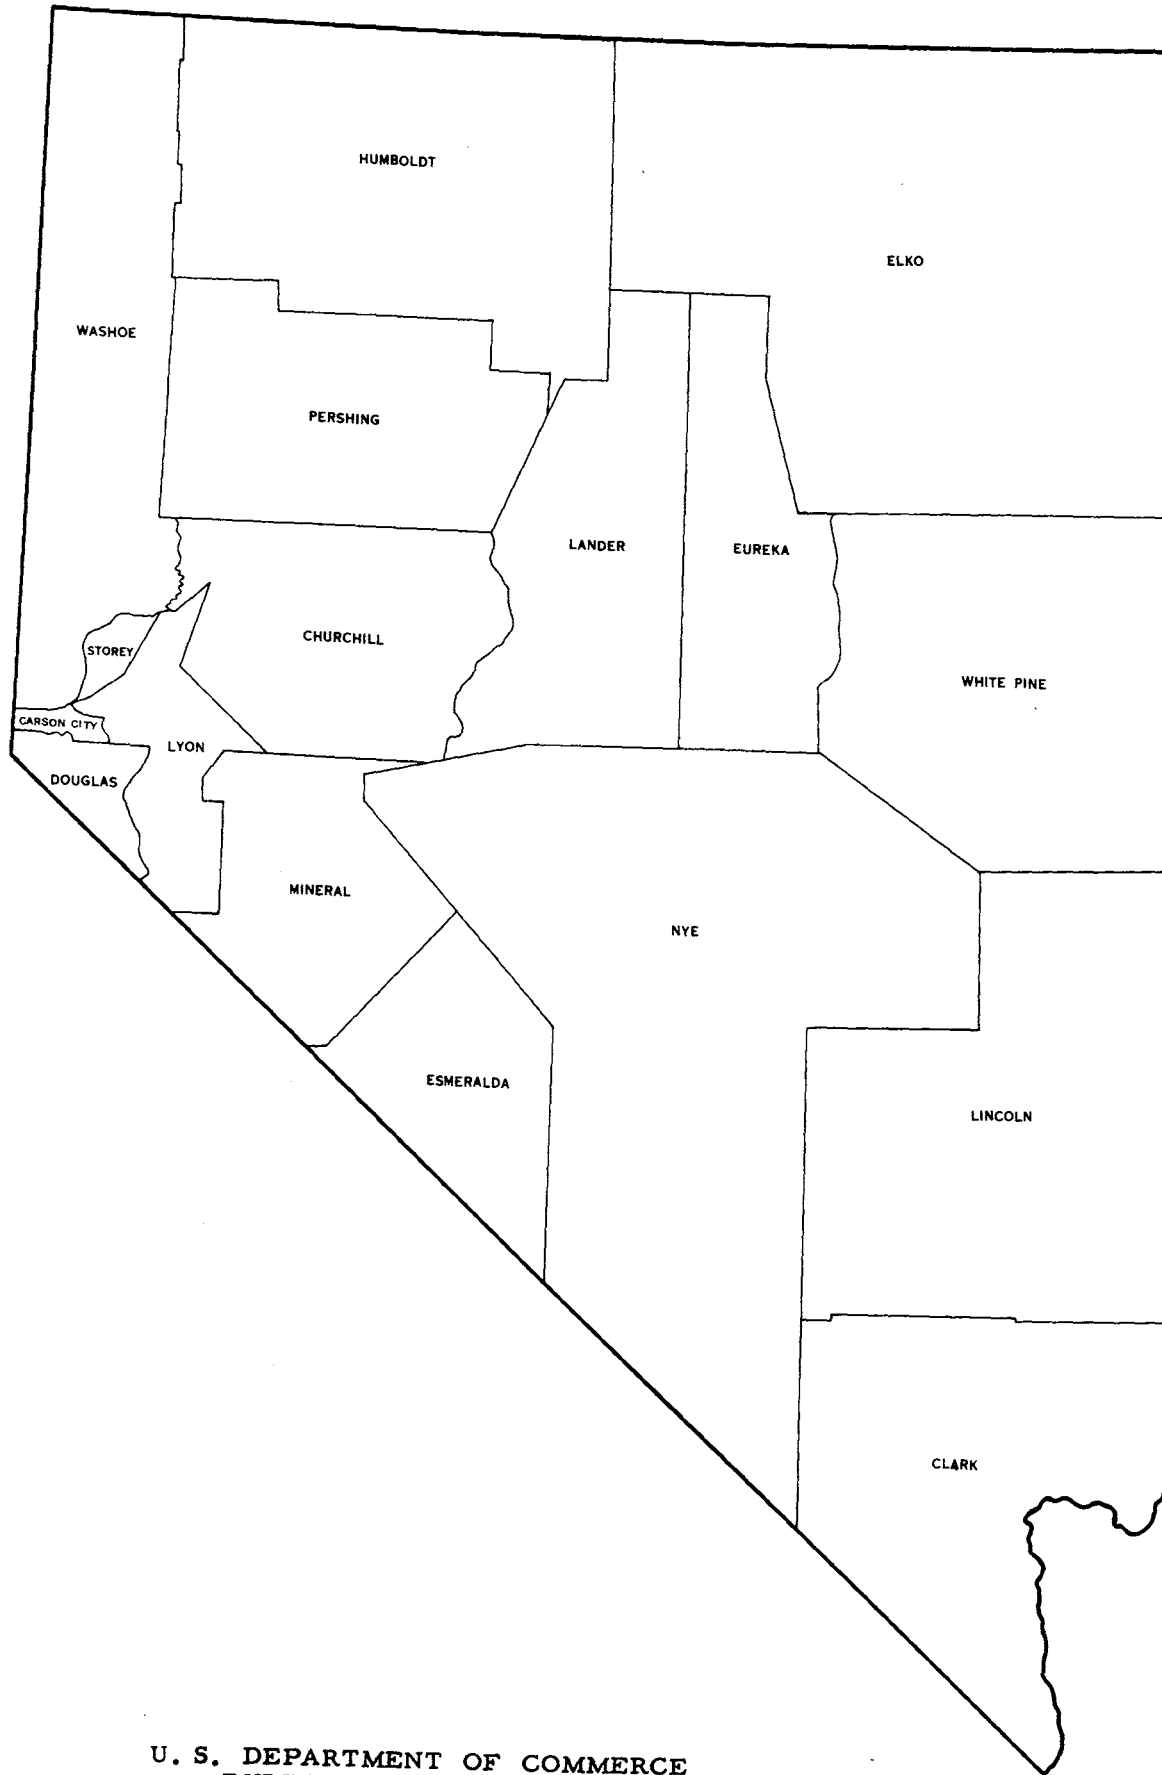 HUMBOLDT
ELKO
WASHOE
PERSHING
LANDER
EUREKA
CHURCHILL
STOREY
WHITE PINE
CARSON CITY
LYON
DOUGLAS
MINERAL
NYE
ESMERALDA
LINCOLN
CLARK
U. S. DEPARTMENT OF COMMERCE